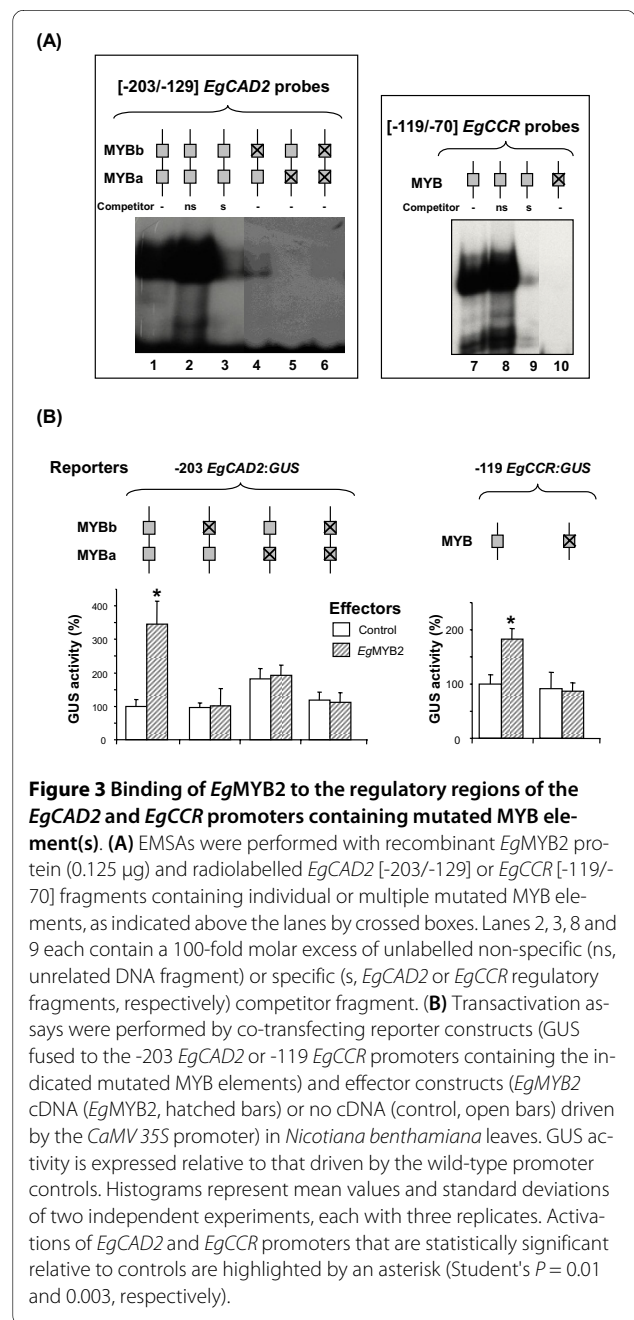 (A)
[-203/-129] EgCAD2 probes
MYBb
MYBa
Competitor - ns s - - -
1 2 3 4 5 6
[-119/-70] EgCCR probes
MYB
Competitor - ns s -
7 8 9 10
(B)
Reporters
-203 EgCAD2:GUS
MYBb
MYBa
-119 EgCCR:GUS
MYB
GUS activity (%)
400
300
200
100
0
*
Effectors
Control
EgMYB2
GUS activity (%)
200
100
0
*
Figure 3 Binding of EgMYB2 to the regulatory regions of the
EgCAD2 and EgCCR promoters containing mutated MYB ele-
ment(s). (A) EMSAs were performed with recombinant EgMYB2 pro-
tein (0.125 μg) and radiolabelled EgCAD2 [-203/-129] or EgCCR [-119/-
70] fragments containing individual or multiple mutated MYB ele-
ments, as indicated above the lanes by crossed boxes. Lanes 2, 3, 8 and
9 each contain a 100-fold molar excess of unlabelled non-specific (ns,
unrelated DNA fragment) or specific (s, EgCAD2 or EgCCR regulatory
fragments, respectively) competitor fragment. (B) Transactivation as-
says were performed by co-transfecting reporter constructs (GUS
fused to the -203 EgCAD2 or -119 EgCCR promoters containing the in-
dicated mutated MYB elements) and effector constructs (EgMYB2
cDNA (EgMYB2, hatched bars) or no cDNA (control, open bars) driven
by the CaMV 35S promoter) in Nicotiana benthamiana leaves. GUS ac-
tivity is expressed relative to that driven by the wild-type promoter
controls. Histograms represent mean values and standard deviations
of two independent experiments, each with three replicates. Activa-
tions of EgCAD2 and EgCCR promoters that are statistically significant
relative to controls are highlighted by an asterisk (Student's P = 0.01
and 0.003, respectively).